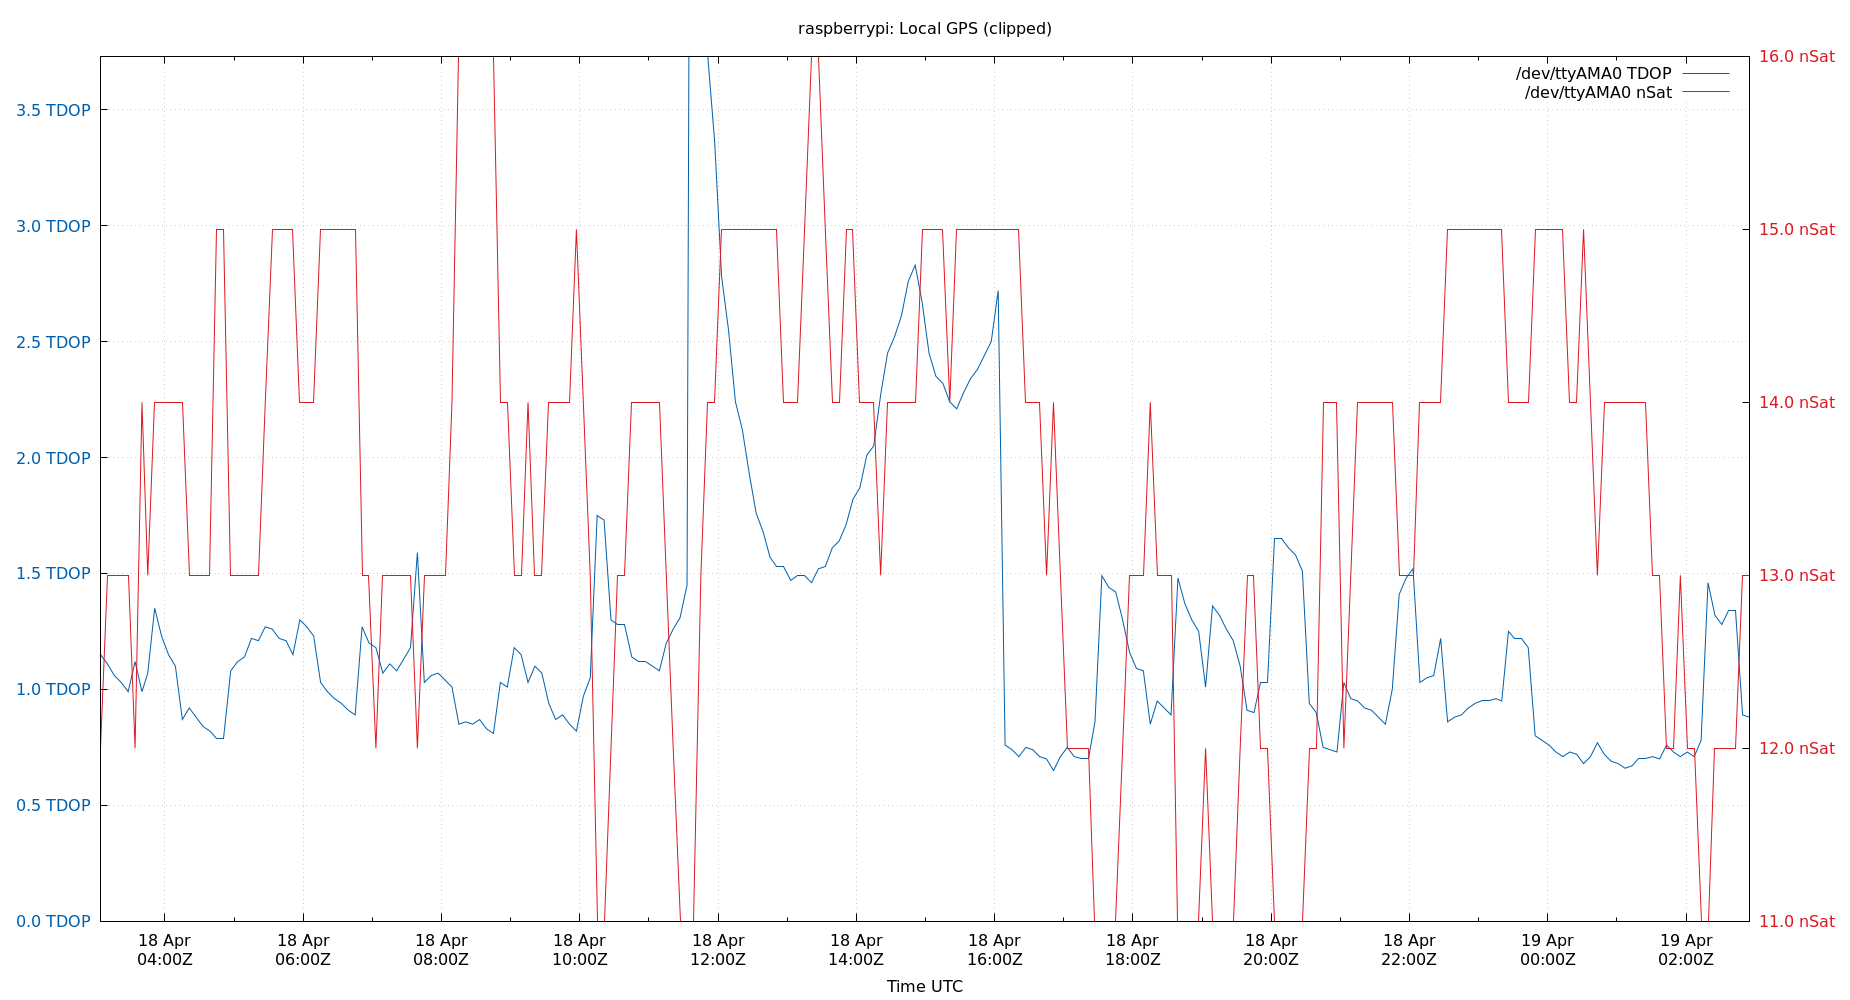 raspberrypi: Local GPS (clipped)
/dev/ttyAMA0 TDOP
/dev/ttyAMA0 nSat
3.5 TDOP
3.0 TDOP
2.5 TDOP
2.0 TDOP
1.5 TDOP
1.0 TDOP
0.5 TDOP
0.0 TDOP
16.0 nSat
15.0 nSat
14.0 nSat
13.0 nSat
12.0 nSat
11.0 nSat
18 Apr
04:00Z
18 Apr
06:00Z
18 Apr
08:00Z
18 Apr
10:00Z
18 Apr
12:00Z
18 Apr
14:00Z
18 Apr
16:00Z
18 Apr
18:00Z
18 Apr
20:00Z
18 Apr
22:00Z
19 Apr
00:00Z
19 Apr
02:00Z
Time UTC